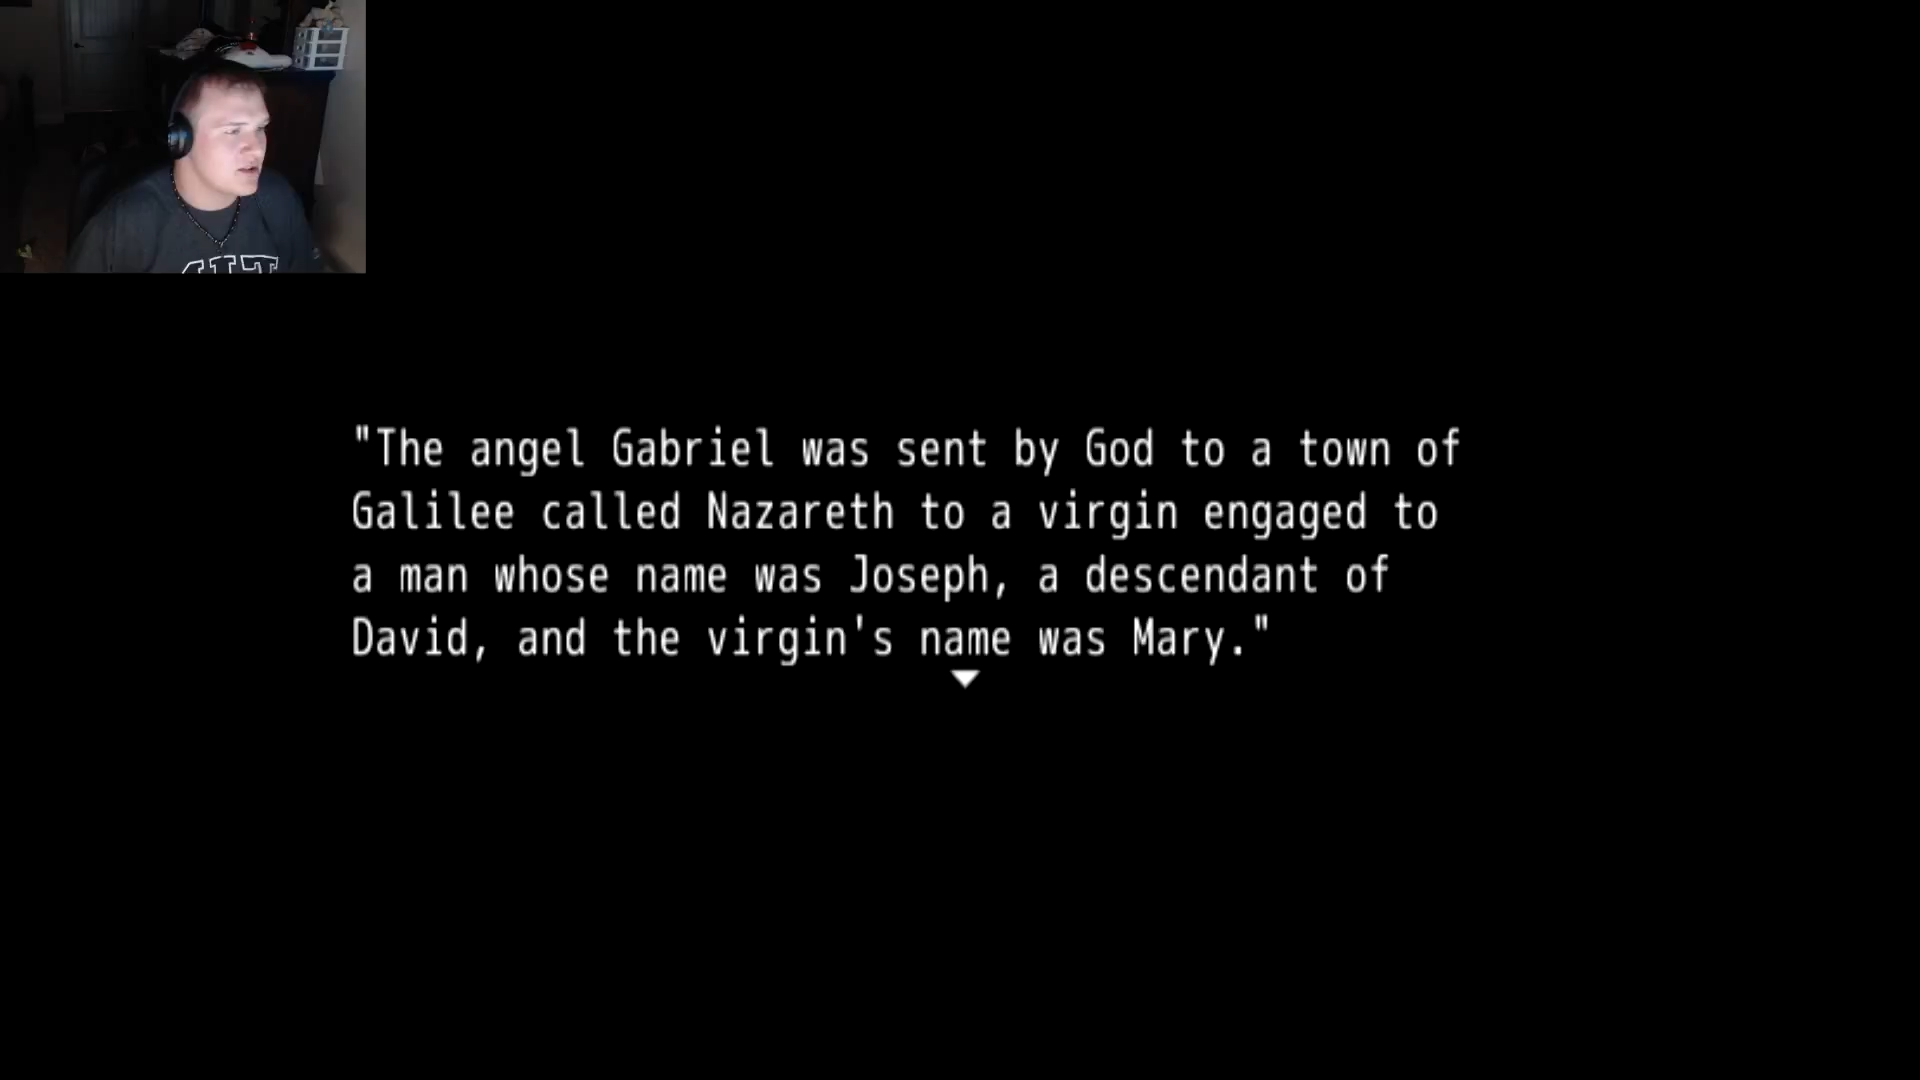 "The angel Gabriel was sent by God to a town of
Galilee called Nazareth to a virgin engaged to
a man whose name was Joseph, a descendant of
David, and the virgin's name was Mary."